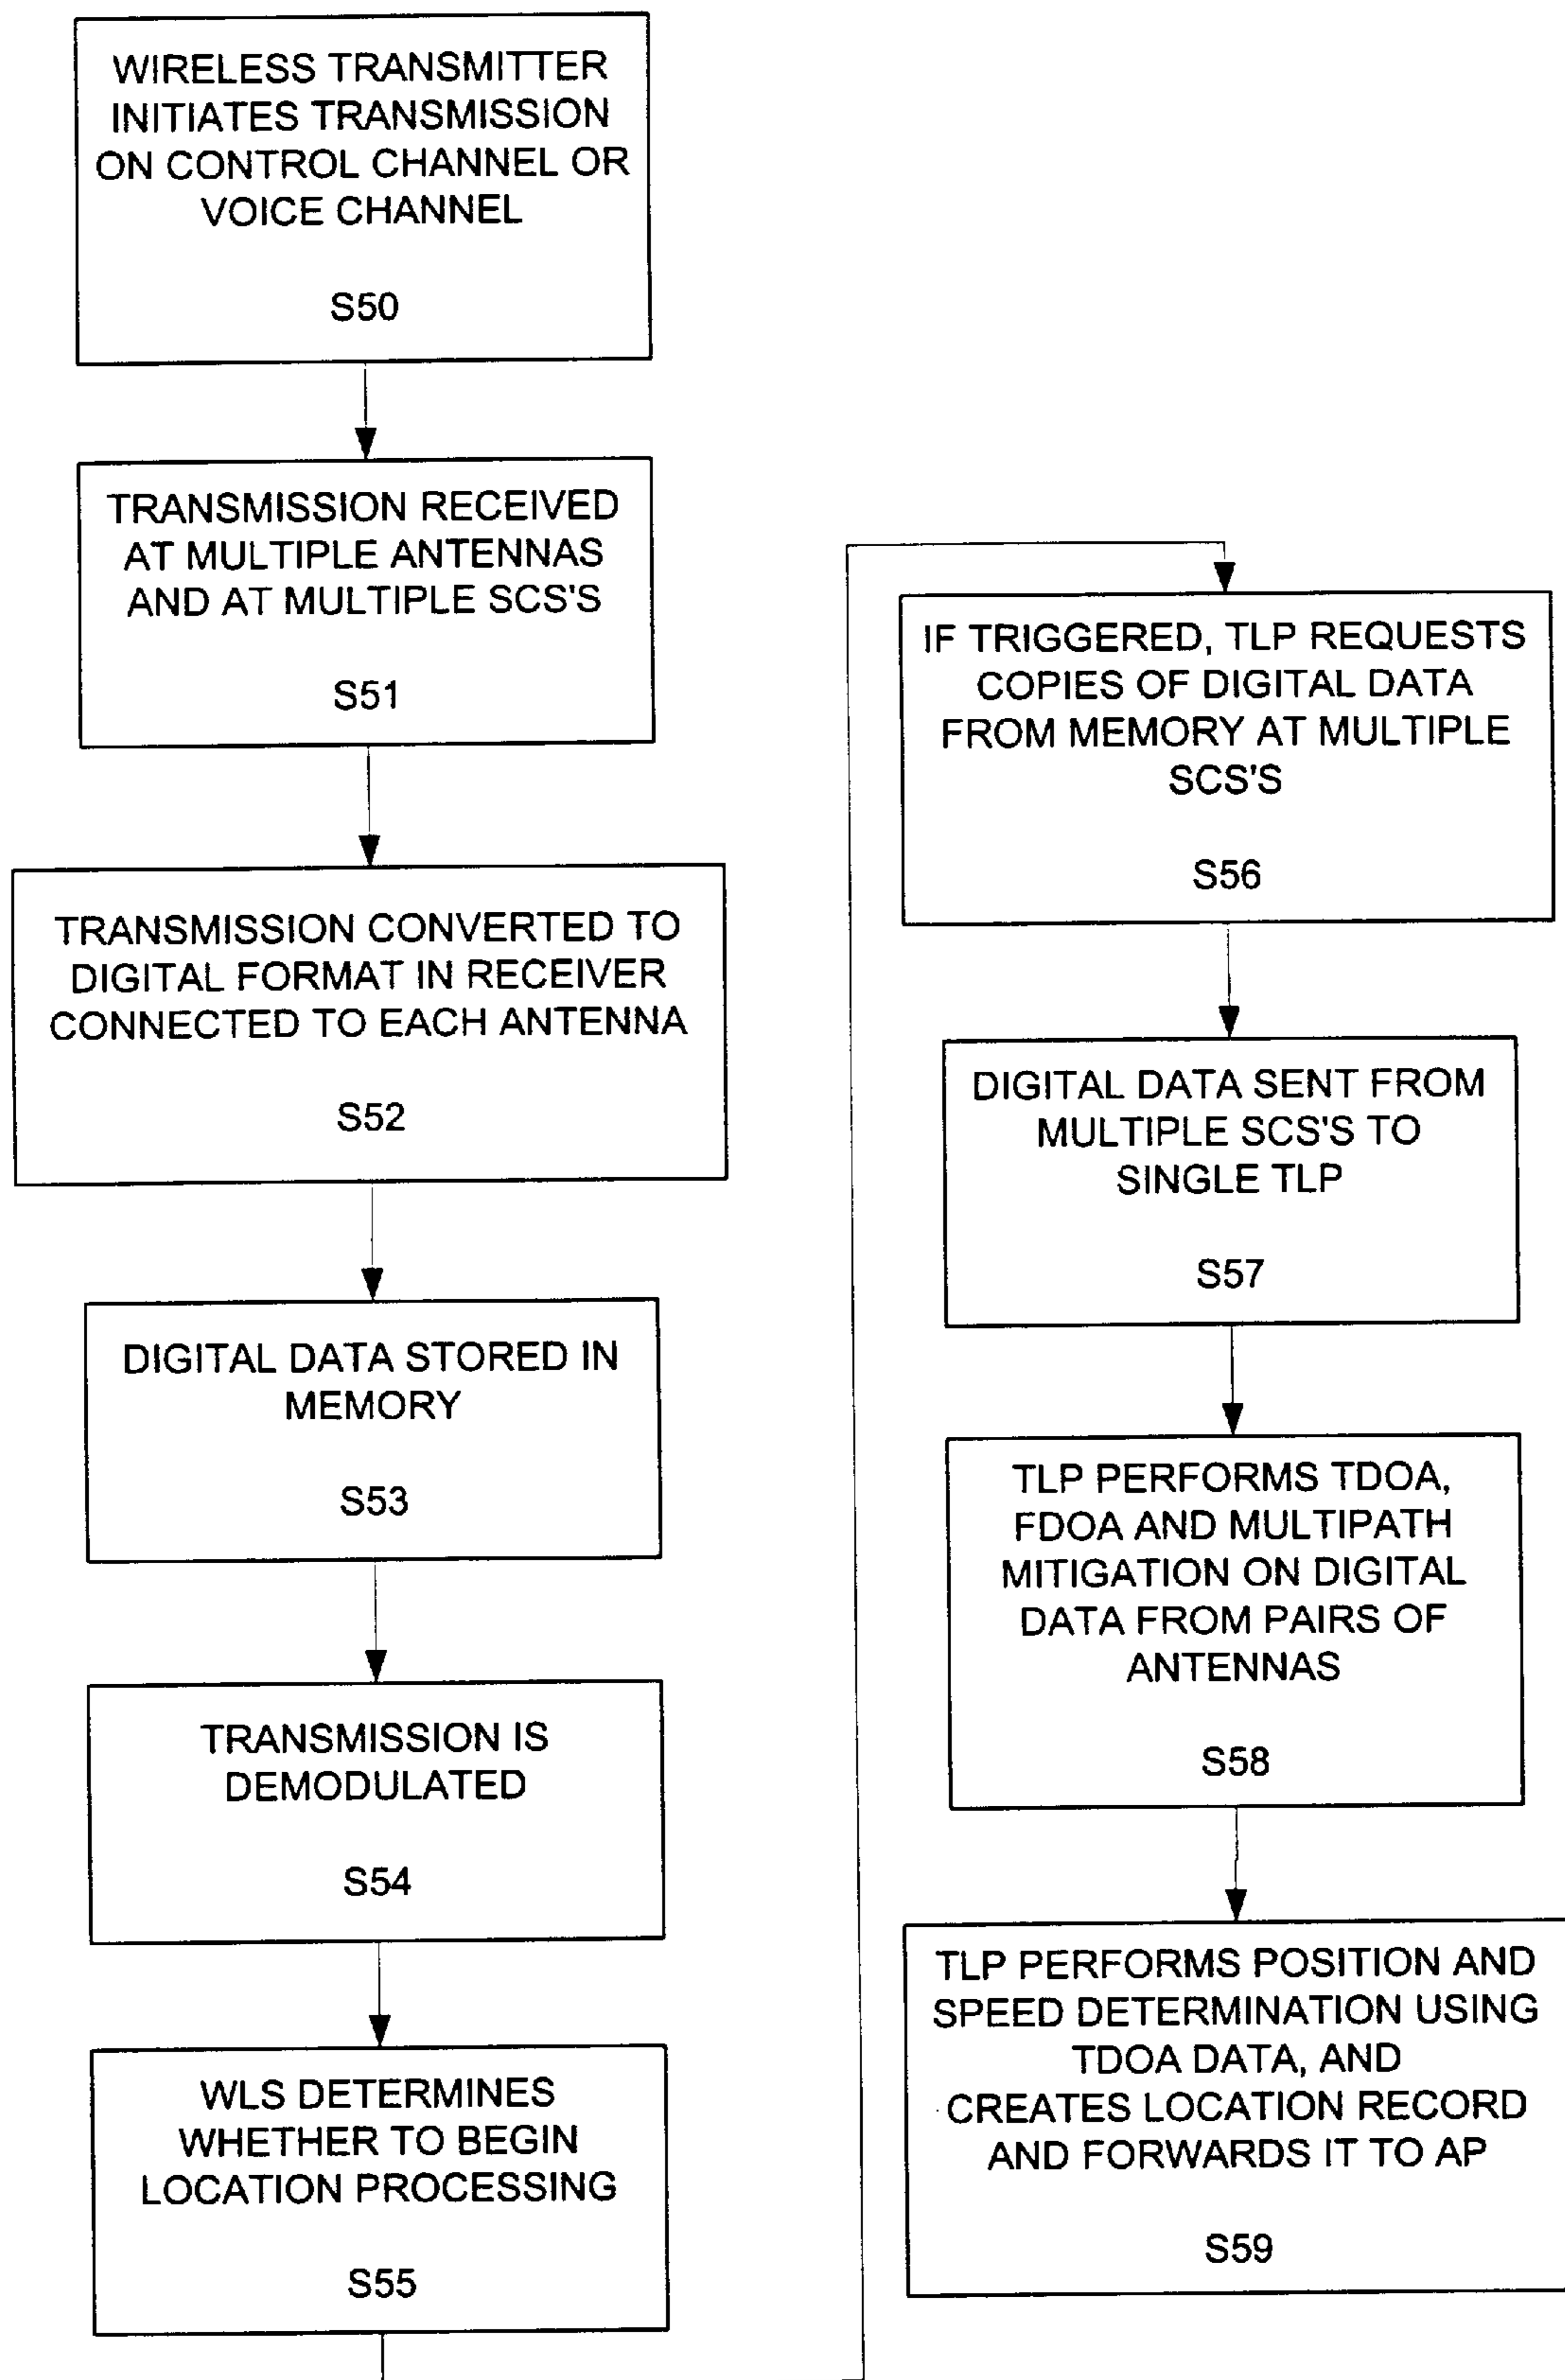 WIRELESS TRANSMITTER
INITIATES TRANSMISSION
ON CONTROL CHANNEL OR
VOICE CHANNEL
S50
TRANSMISSION RECEIVED
AT MULTIPLE ANTENNAS
AND AT MULTIPLE SCS'S
S51
TRANSMISSION CONVERTED TO
DIGITAL FORMAT IN RECEIVER
CONNECTED TO EACH ANTENNA
S52
DIGITAL DATA STORED IN
MEMORY
S53
TRANSMISSION IS
DEMODULATED
S54
WLS DETERMINES
WHETHER TO BEGIN
LOCATION PROCESSING
S55
IF TRIGGERED, TLP REQUESTS
COPIES OF DIGITAL DATA
FROM MEMORY AT MULTIPLE
SCS'S
S56
DIGITAL DATA SENT FROM
MULTIPLE SCS'S TO
SINGLE TLP
S57
TLP PERFORMS TDOA,
FDOA AND MULTIPATH
MITIGATION ON DIGITAL
DATA FROM PAIRS OF
ANTENNAS
S58
TLP PERFORMS POSITION AND
SPEED DETERMINATION USING
TDOA DATA, AND
CREATES LOCATION RECORD
AND FORWARDS IT TO AP
S59